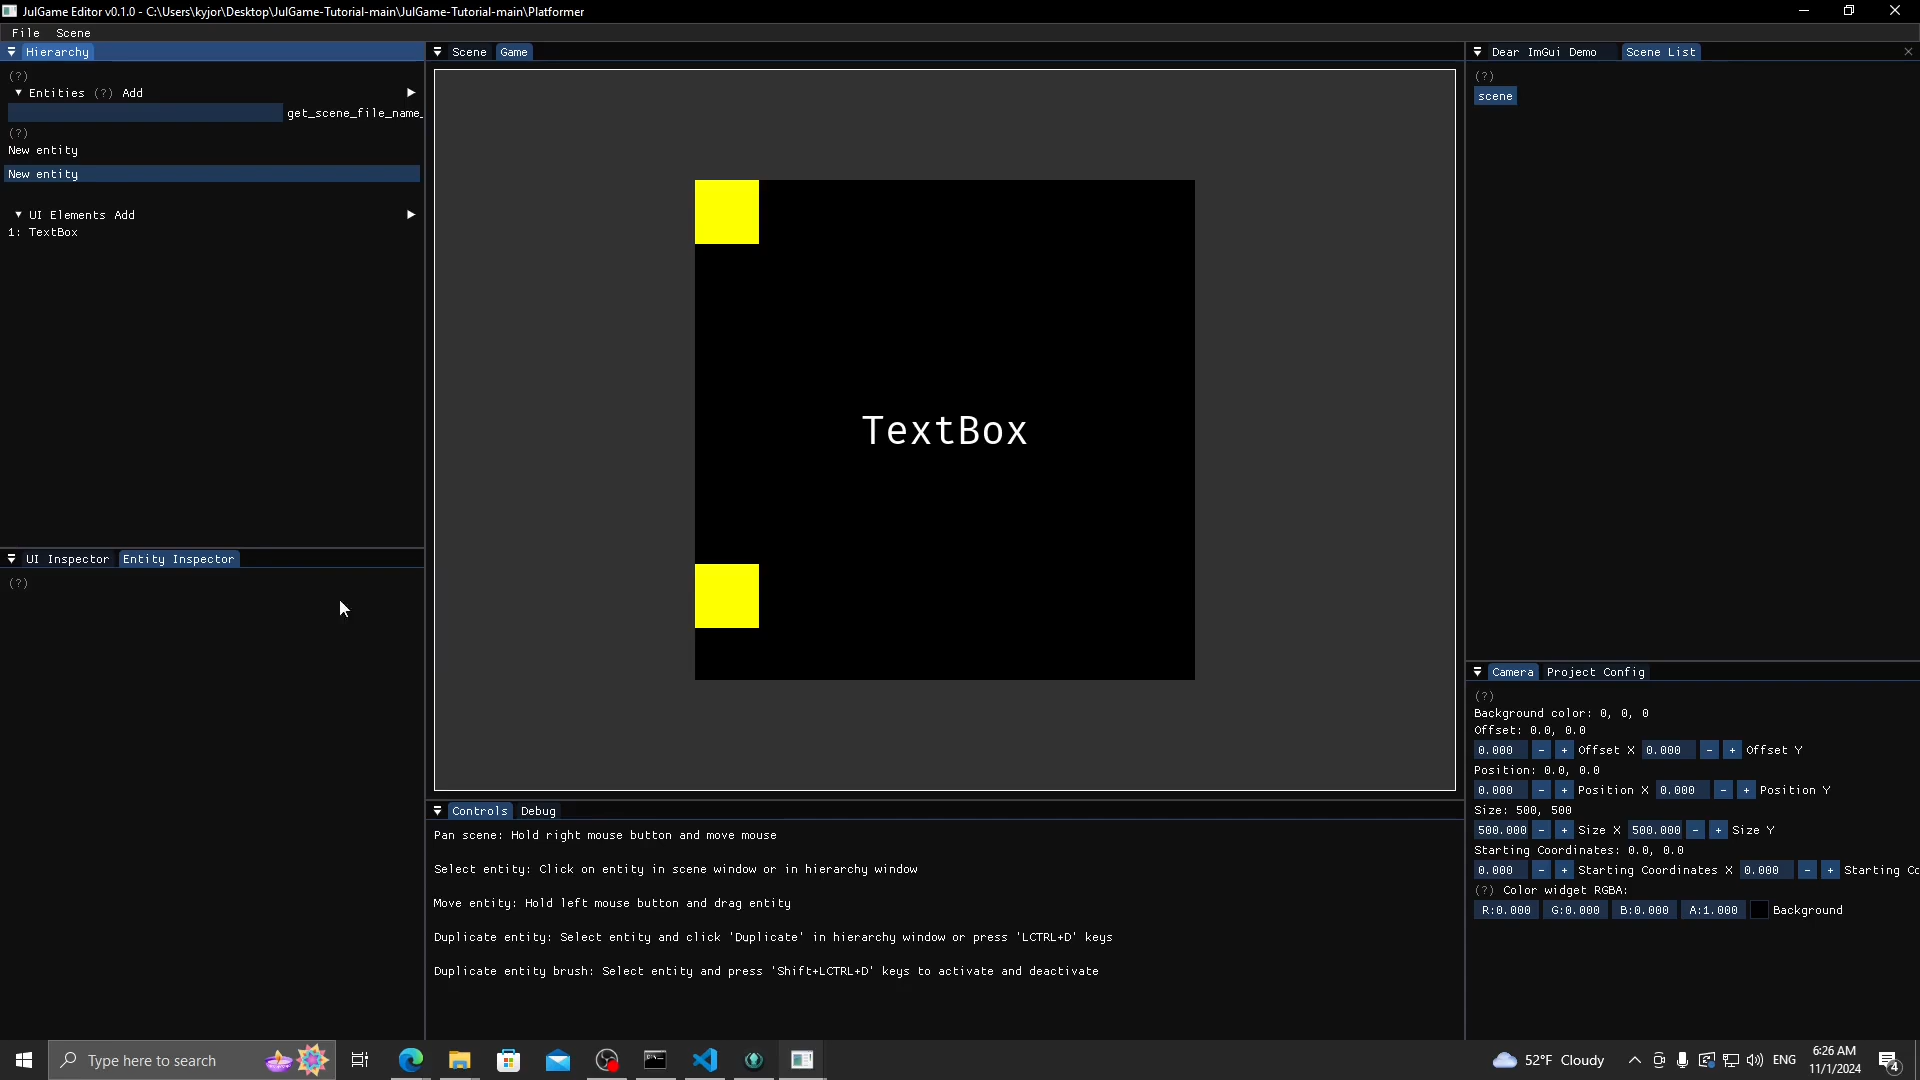 JulGame Editor v0.1.0 - C:\Users\kyjor\Desktop\JulGame-Tutorial-main\JulGame-Tutorial-main\Platformer
File Scene
Hierarchy
(?)
Entities (?) Add
get_scene_file_name_
(?)
New entity
New entity
UI Elements Add
1: TextBox
UI Inspector Entity Inspector
(?)
Scene Game
TextBox
Controls Debug
Pan scene: Hold right mouse button and move mouse
Select entity: Click on entity in scene window or in hierarchy window
Move entity: Hold left mouse button and drag entity
Duplicate entity: Select entity and click 'Duplicate' in hierarchy window or press 'LCTRL+D' keys
Duplicate entity brush: Select entity and press 'Shift+LCTRL+D' keys to activate and deactivate
Dear ImGui Demo Scene List
(?)
scene
Camera Project Config
(?)
Background color: 0, 0, 0
Offset: 0.0, 0.0
0.000 - + Offset X 0.000 - + Offset Y
Position: 0.0, 0.0
0.000 - + Position X 0.000 - + Position Y
Size: 500, 500
500.000 - + Size X 500.000 - + Size Y
Starting Coordinates: 0.0, 0.0
0.000 - + Starting Coordinates X 0.000 - + Starting Co
(?) Color widget RGBA:
R:0.000 G:0.000 B:0.000 A:1.000 Background
Type here to search
52°F Cloudy
ENG
6:26 AM
11/1/2024
4